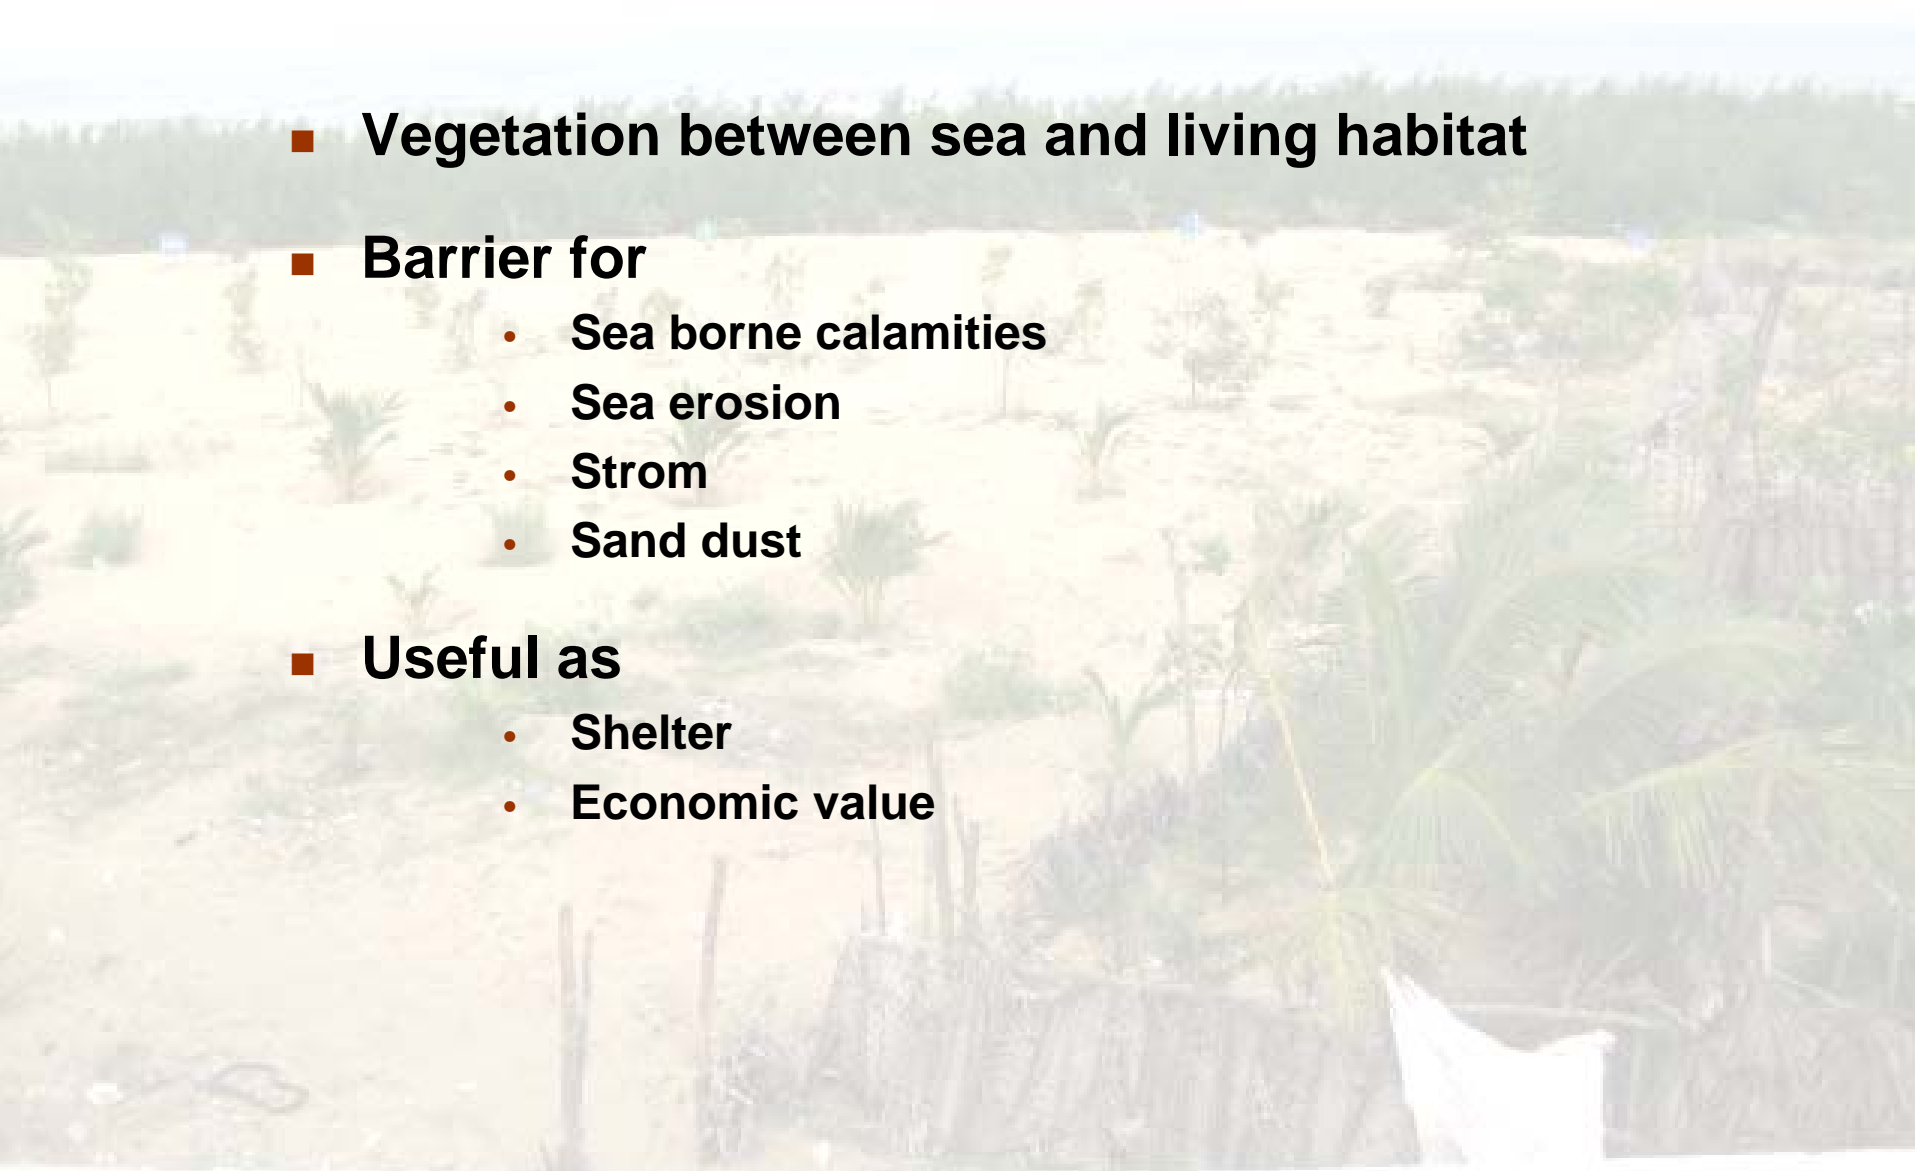 Vegetation between sea and living habitat
Barrier for
Sea borne calamities
Sea erosion
Strom
Sand dust
Useful as
Shelter
Economic value